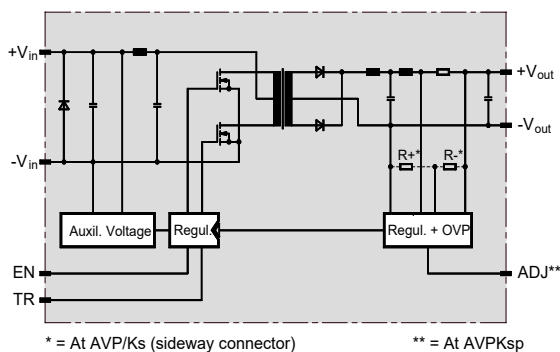 +Vin
+Vout
-Vout
-Vin
R+*
R-*
Auxil. Voltage
Regul.
Regul. + OVP
EN
ADJ**
TR
* = At AVP/Ks (sideway connector)
** = At AVPKsp